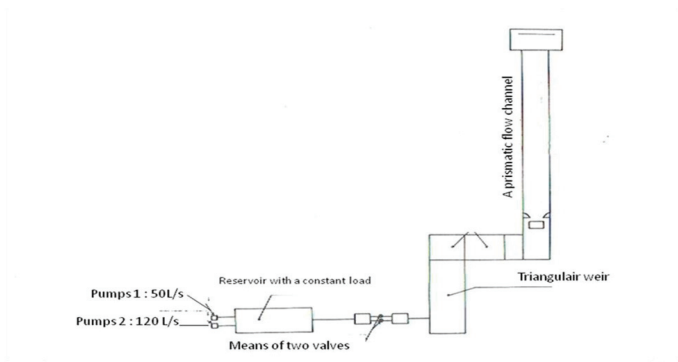 A prismatic flow channel
Triangulair weir
Reservoir with a constant load
Pumps 1 : 50L/s
Pumps 2 : 120 L/s
Means of two valves